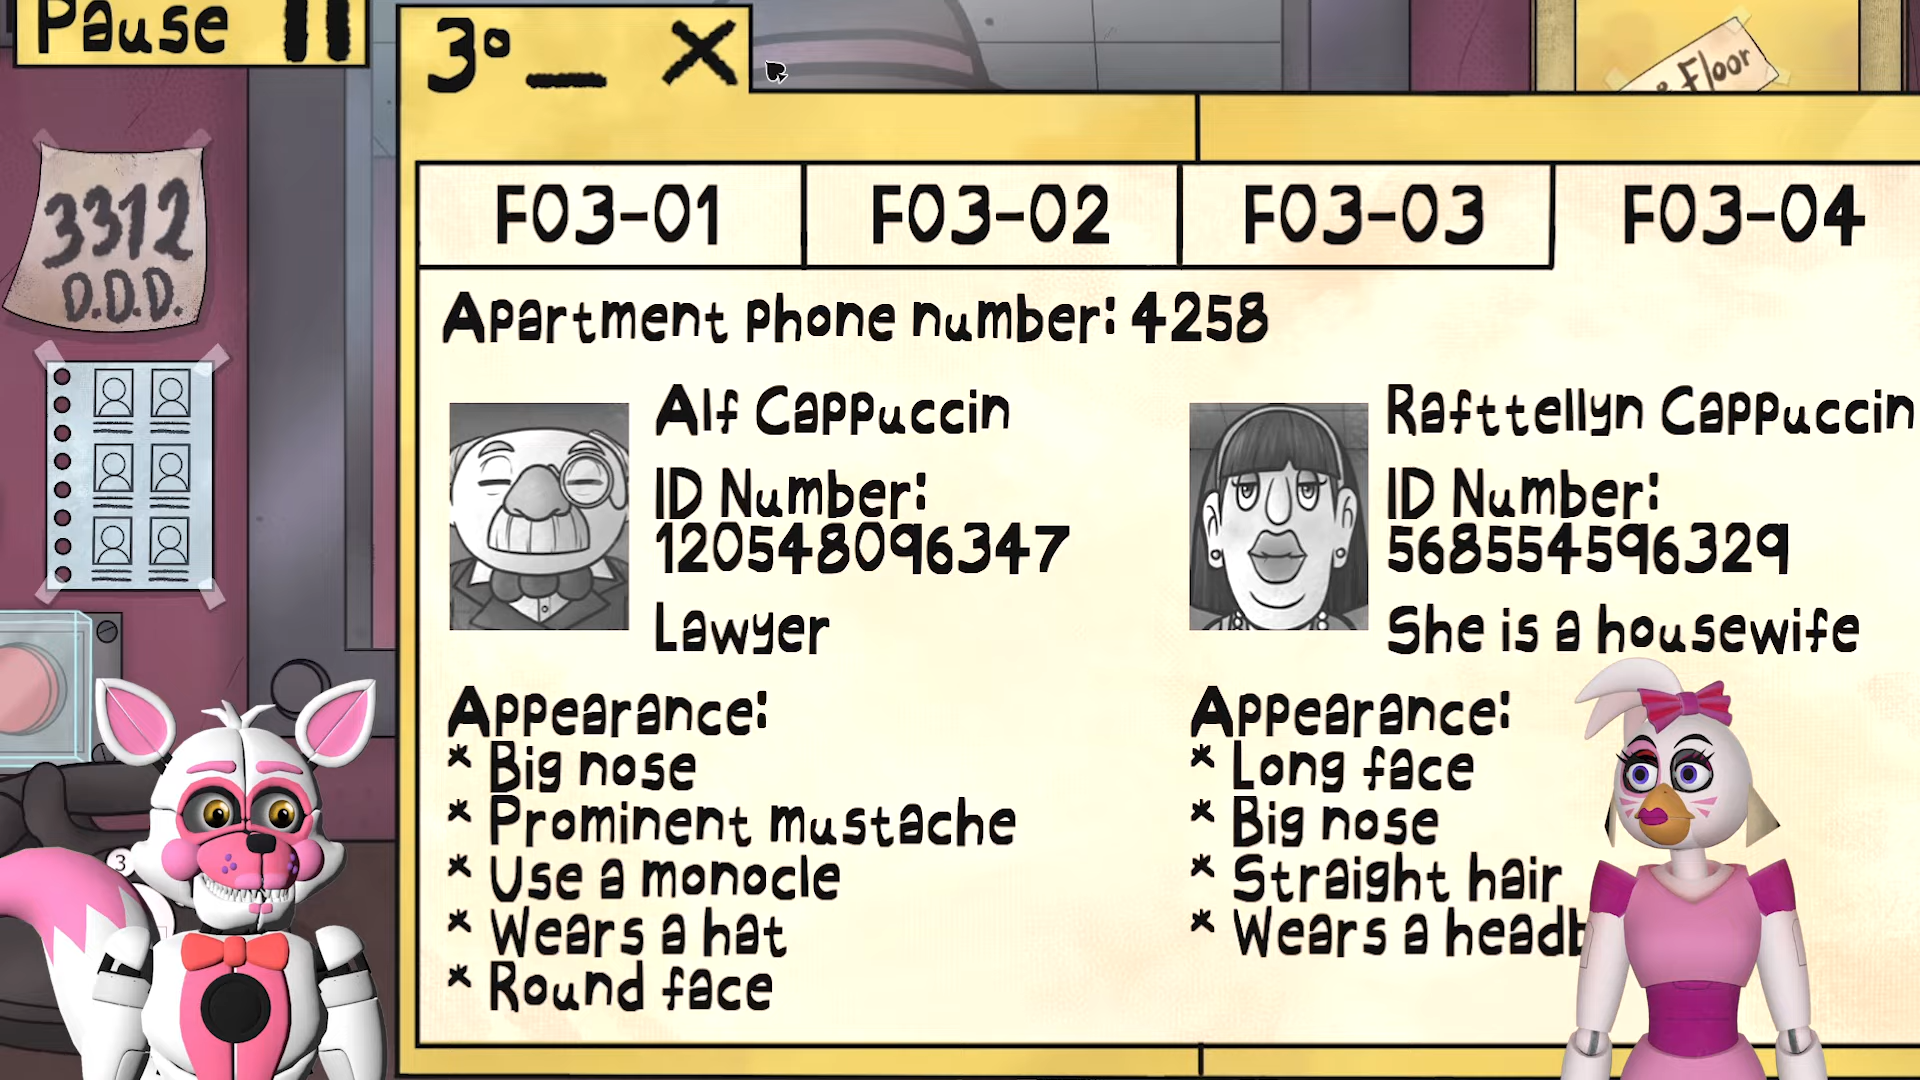 Pause
3º _ X
Floor
3312
D.D.D.
F03-01
F03-02
F03-03
F03-04
Apartment phone number: 4258
Alf Cappuccin
ID Number:
120548096347
Lawyer
Appearance:
* Big nose
* Prominent mustache
* Use a monocle
* Wears a hat
* Round face
Rafttellyn Cappuccin
ID Number:
568554596329
She is a housewife
Appearance:
* Long face
* Big nose
* Straight hair
* Wears a
3